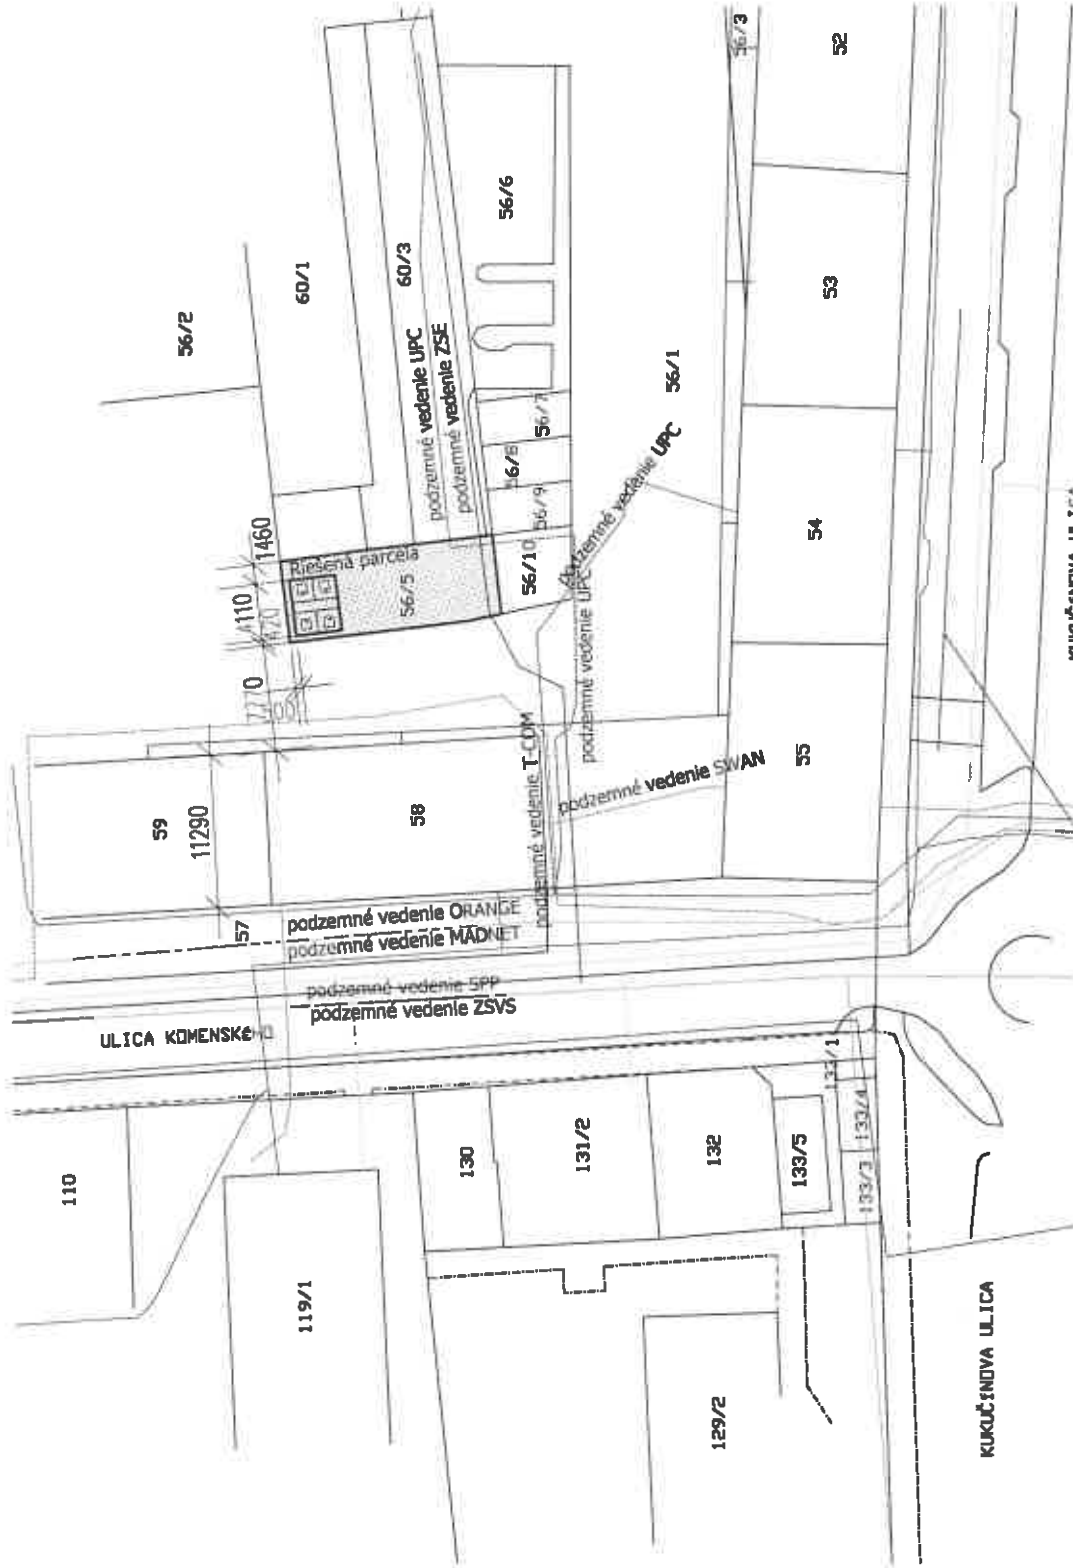 56/3
52
56/6
60/3
60/1
56/2
53
podzemné vedenie UPC
podzemné vedenie ZSE
56/1
56/7
56/8
56/9
podzemné vedenie UPC
54
1460
Riešená parcela
56/5
56/10
110
420
podzemné vedenie UPC
podzemné vedenie T-COM
podzemné vedenie SWAN
55
59
11290
58
57
podzemné vedenie ORANGE
podzemné vedenie MADNET
podzemné vedenie SPP
podzemné vedenie ZSVS
ULICA KOMENSKÉHO
110
130
131/2
132
133/5
133/1
133/4
133/3
119/1
129/2
KUKUČÍNOVA ULICA
KUKUČÍNOVA ULICA